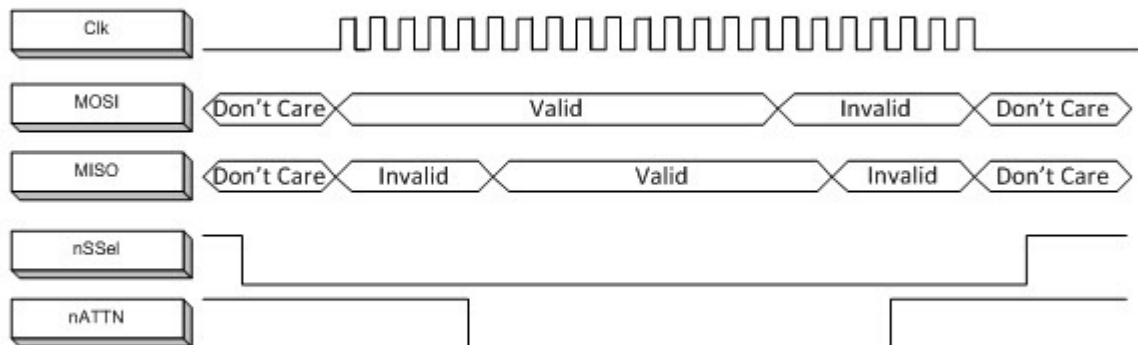 Clk
MOSI Don't Care Valid Invalid Don't Care
MISO Don't Care Invalid Valid Invalid Don't Care
nSSel
nATTN